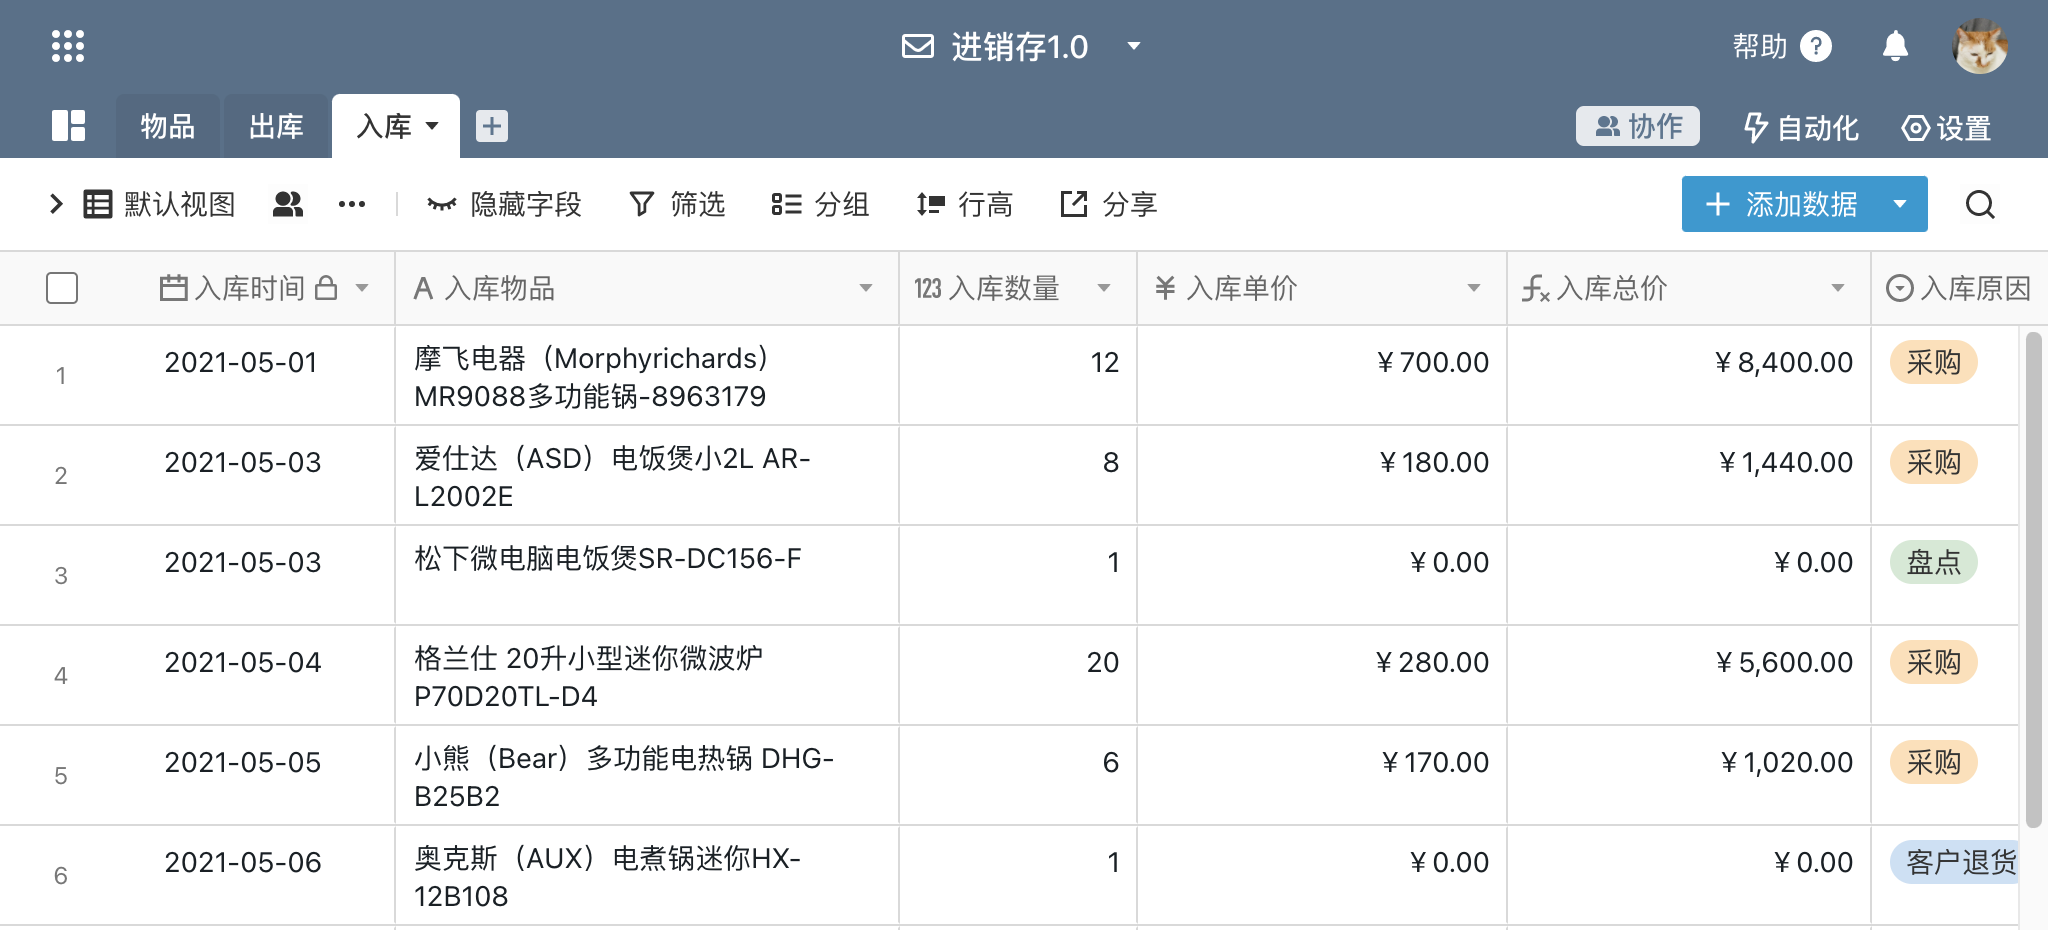 进销存1.0
帮助 ?
物品 出库 入库 协作 自动化 设置
默认视图 隐藏字段 筛选 分组 行高 分享 添加数据
入库时间 A 入库物品 123 入库数量 ¥ 入库单价 fx 入库总价 入库原因
1 2021-05-01 摩飞电器（Morphyrichards） 12 ¥700.00 ¥8,400.00 采购
MR9088多功能锅-8963179
2 2021-05-03 爱仕达（ASD）电饭煲小2L AR- 8 ¥180.00 ¥1,440.00 采购
L2002E
3 2021-05-03 松下微电脑电饭煲SR-DC156-F 1 ¥0.00 ¥0.00 盘点
4 2021-05-04 格兰仕 20升小型迷你微波炉 20 ¥280.00 ¥5,600.00 采购
P70D20TL-D4
5 2021-05-05 小熊（Bear）多功能电热锅 DHG- 6 ¥170.00 ¥1,020.00 采购
B25B2
6 2021-05-06 奥克斯（AUX）电煮锅迷你HX- 1 ¥0.00 ¥0.00 客户退货
12B108